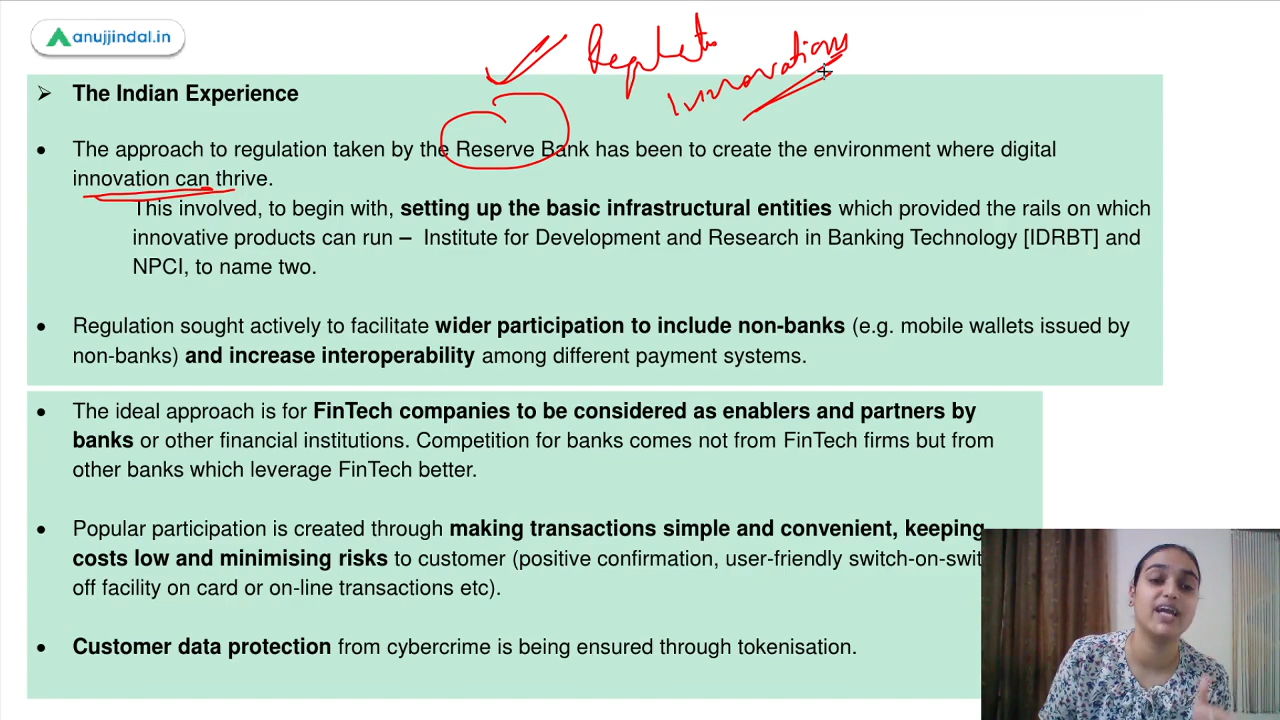 anujjindal.in
Regulate
Innovations
➢ The Indian Experience
• The approach to regulation taken by the Reserve Bank has been to create the environment where digital
innovation can thrive.
This involved, to begin with, setting up the basic infrastructural entities which provided the rails on which
innovative products can run – Institute for Development and Research in Banking Technology [IDRBT] and
NPCI, to name two.
• Regulation sought actively to facilitate wider participation to include non-banks (e.g. mobile wallets issued by
non-banks) and increase interoperability among different payment systems.
• The ideal approach is for FinTech companies to be considered as enablers and partners by
banks or other financial institutions. Competition for banks comes not from FinTech firms but from
other banks which leverage FinTech better.
• Popular participation is created through making transactions simple and convenient, keeping
costs low and minimising risks to customer (positive confirmation, user-friendly switch-on-swit
off facility on card or on-line transactions etc).
• Customer data protection from cybercrime is being ensured through tokenisation.